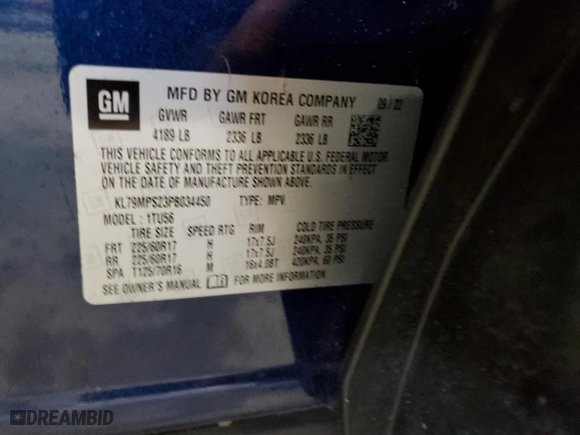 GM
MFD BY GM KOREA COMPANY 09 / 22
GVWR GAWR FRT GAWR RR
4189 LB 2336 LB 2336 LB
THIS VEHICLE CONFORMS TO ALL APPLICABLE U.S. FEDERAL MOTOR
VEHICLE SAFETY AND THEFT PREVENTION STANDARDS IN EFFECT
ON THE DATE OF MANUFACTURE SHOWN ABOVE.
KL79MPS23PB034450 TYPE: MPV
MODEL : 1TU56
TIRE SIZE SPEED RTG RIM COLD TIRE PRESSURE
FRT 225/60R17 H 17x7.5J 240KPA, 35 PSI
RR 225/60R17 H 17x7.5J 240KPA, 35 PSI
SPA T125/70R16 M 16x4.0BT 420KPA, 60 PSI
SEE OWNER'S MANUAL FOR MORE INFORMATION.
DREAMBID